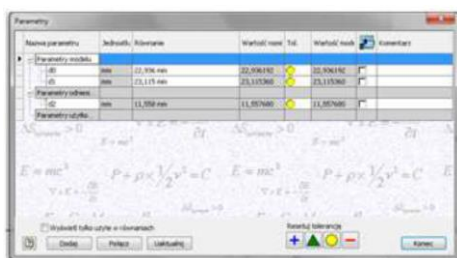 Parametry
Nazwa parametru Jednostk Równanie Wartość nomi Tol. Wartość mode Komentarz
Parametry modelu
d0 mm 22,936 mm 22,936192 22,936192
d1 mm 23,115 mm 23,115360 23,115360
Parametry odnies...
d2 mm 11,558 mm 11,557680 11,557680
Parametry użytko...
E = mc²
P + ρ × ½v² = C
E = mc²
P + ρ × ½v² = C
Wyświetl tylko użyte w równaniach
Resetuj tolerancję
Dodaj Połącz Uaktualnij Koniec